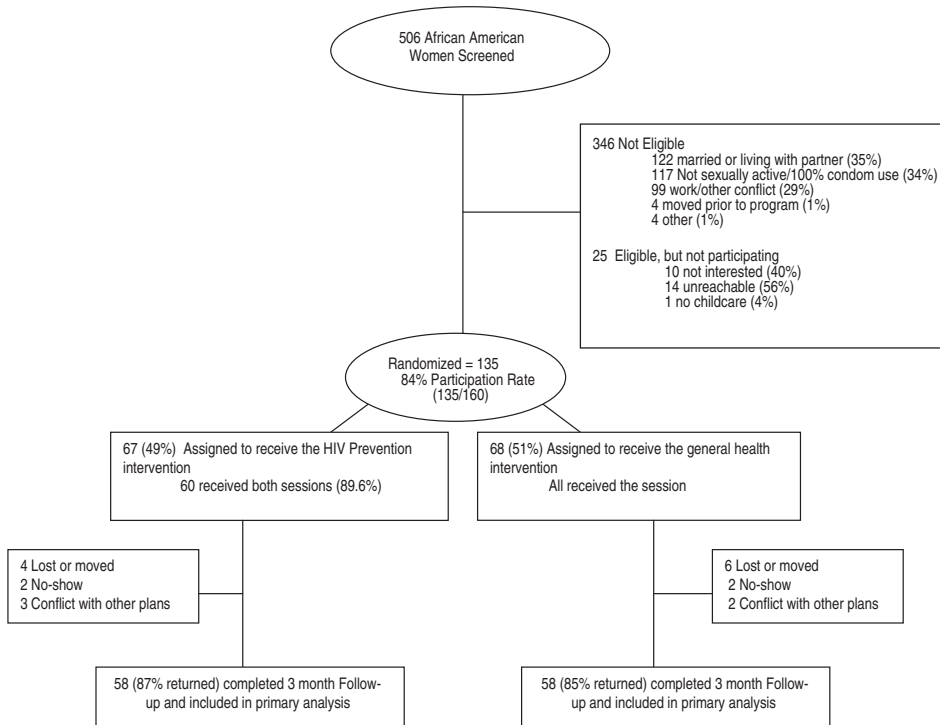 506 African American
Women Screened
346 Not Eligible
122 married or living with partner (35%)
117 Not sexually active/100% condom use (34%)
99 work/other conflict (29%)
4 moved prior to program (1%)
4 other (1%)
25 Eligible, but not participating
10 not interested (40%)
14 unreachable (56%)
1 no childcare (4%)
Randomized = 135
84% Participation Rate
(135/160)
67 (49%) Assigned to receive the HIV Prevention
intervention
60 received both sessions (89.6%)
68 (51%) Assigned to receive the general health
intervention
All received the session
4 Lost or moved
2 No-show
3 Conflict with other plans
6 Lost or moved
2 No-show
2 Conflict with other plans
58 (87% returned) completed 3 month Follow-
up and included in primary analysis
58 (85% returned) completed 3 month Follow-
up and included in primary analysis